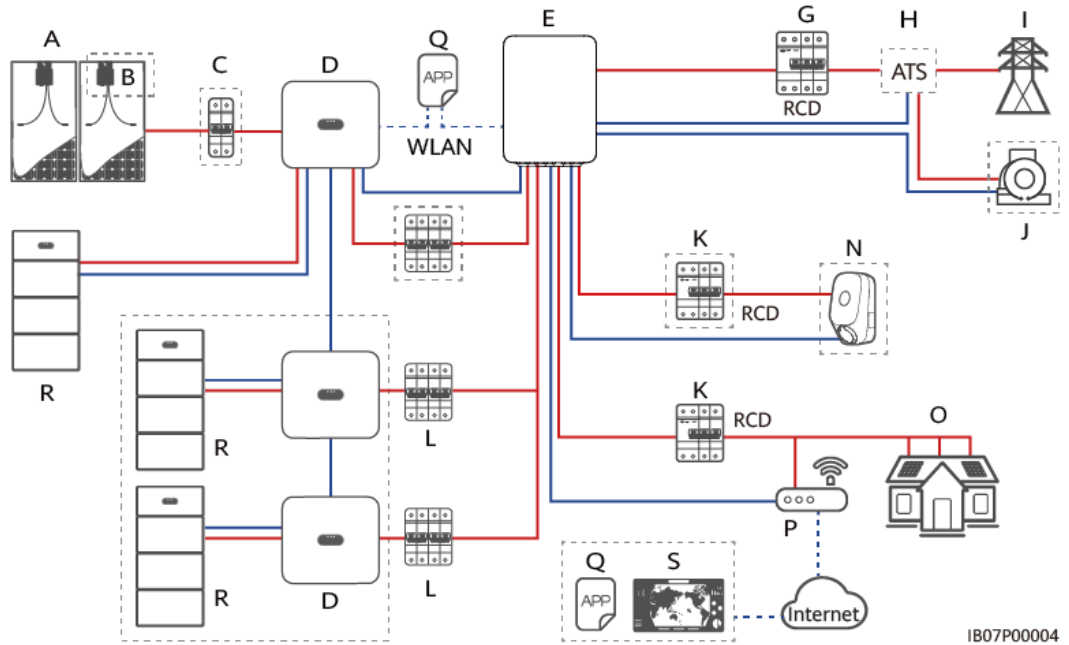 A
B
C
D
Q
APP
WLAN
E
G
RCD
H
ATS
I
J
K
RCD
N
R
K
RCD
O
R
L
P
R
D
L
Q
APP
S
Internet
IB07P00004